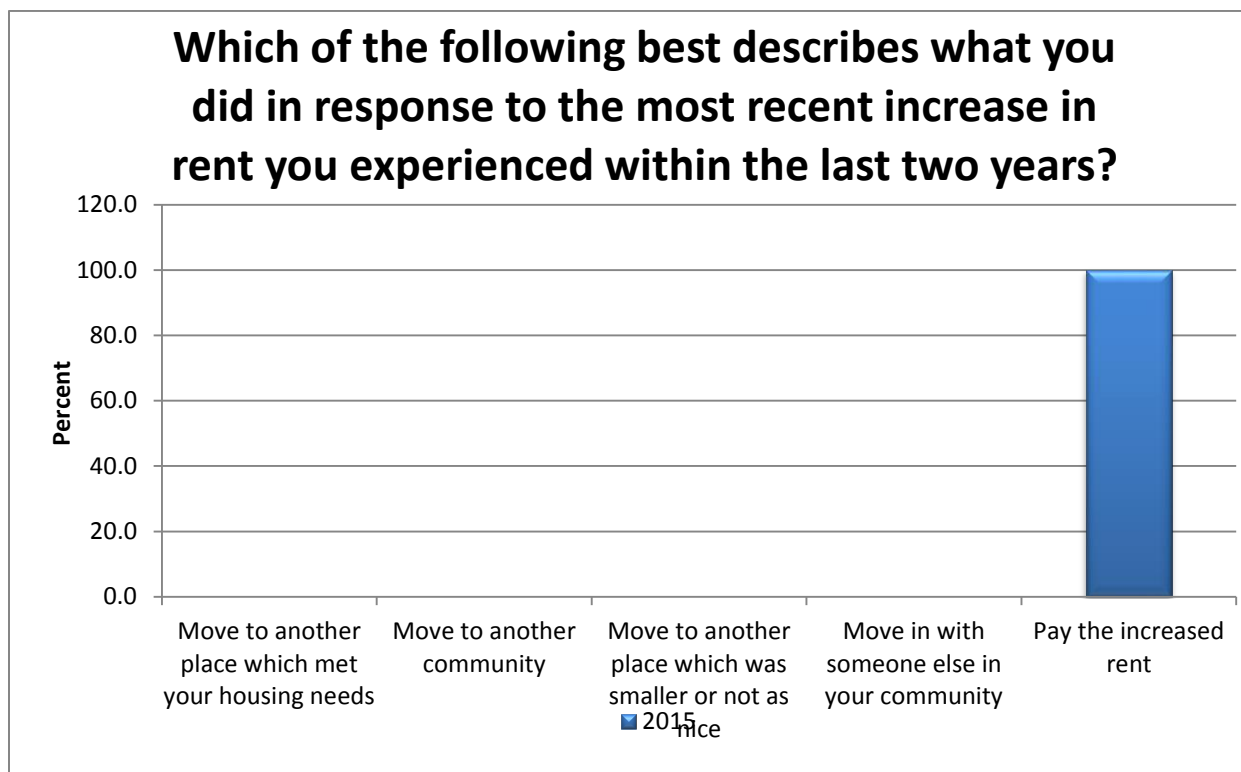 Which of the following best describes what you
did in response to the most recent increase in
rent you experienced within the last two years?
120.0
100.0
80.0
60.0
40.0
20.0
0.0
Percent
Move to another
place which met
your housing needs
Move to another
community
Move to another
place which was
smaller or not as
nice
Move in with
someone else in
your community
Pay the increased
rent
2015